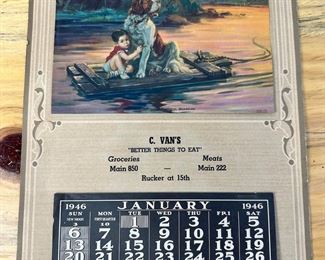 C. VAN'S
"BETTER THINGS TO EAT"
Groceries Meats
Main 850 — Main 222
Rucker at 15th
1946 JANUARY 1946
SUN MON TUE WED THU FRI SAT
1 2 3 4 5
6 7 8 9 10 11 12
13 14 15 16 17 18 19
20 21 22 23 24 25 26